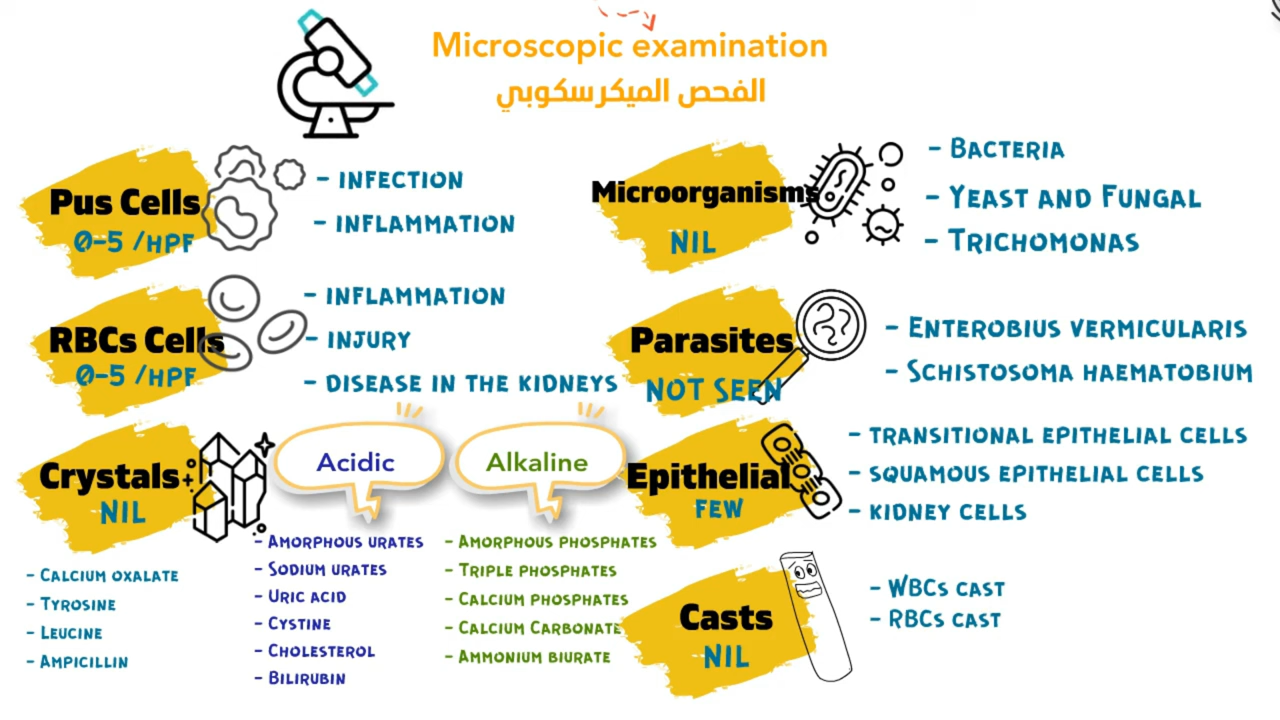 Microscopic examination
الفحص الميكرسكوبي
Pus Cells
0-5 /HPF
- INFECTION
- INFLAMMATION
RBCs Cells
0-5 /HPF
- INFLAMMATION
- INJURY
- DISEASE IN THE KIDNEYS
Crystals
NIL
- CALCIUM OXALATE
- TYROSINE
- LEUCINE
- AMPICILLIN
Acidic
- AMORPHOUS URATES
- SODIUM URATES
- URIC ACID
- CYSTINE
- CHOLESTEROL
- BILIRUBIN
Alkaline
- AMORPHOUS PHOSPHATES
- TRIPLE PHOSPHATES
- CALCIUM PHOSPHATES
- CALCIUM CARBONATE
- AMMONIUM BIURATE
Microorganisms
NIL
- BACTERIA
- YEAST AND FUNGAL
- TRICHOMONAS
Parasites
NOT SEEN
- ENTEROBIUS VERMICULARIS
- SCHISTOSOMA HAEMATOBIUM
Epithelial
FEW
- TRANSITIONAL EPITHELIAL CELLS
- SQUAMOUS EPITHELIAL CELLS
- KIDNEY CELLS
Casts
NIL
- WBCs CAST
- RBCs CAST